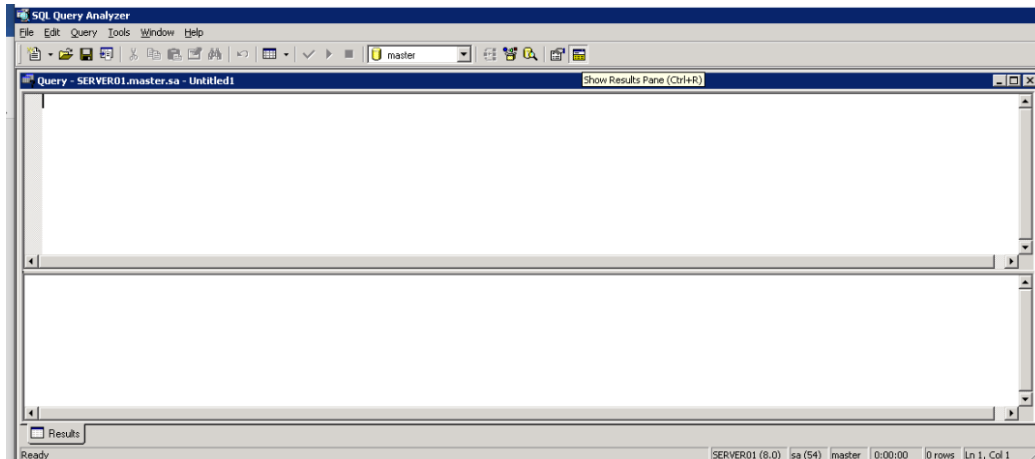 SQL Query Analyzer
File Edit Query Tools Window Help
master
Show Results Pane (Ctrl+R)
Query - SERVER01.master.sa - Untitled1
Results
Ready SERVER01 (8.0) sa (54) master 0:00:00 0 rows Ln 1, Col 1